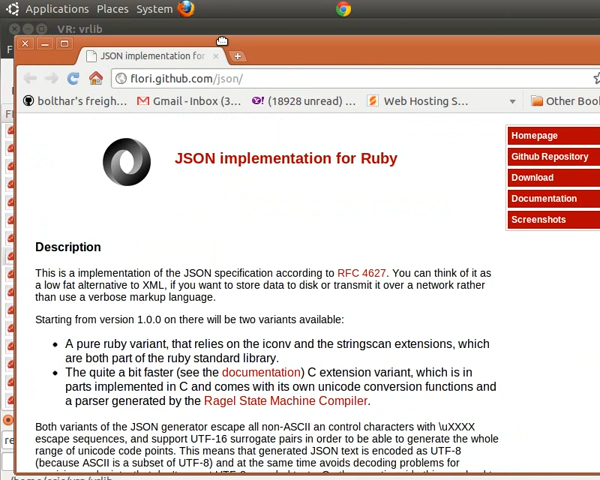 Applications Places System
VR: vrlib
JSON implementation for
flori.github.com/json/
bolthar's freigh... Gmail - Inbox (3... (18928 unread) ... Web Hosting S... Other Boo
JSON implementation for Ruby
Homepage
Github Repository
Download
Documentation
Screenshots
Description
This is a implementation of the JSON specification according to RFC 4627. You can think of it as
a low fat alternative to XML, if you want to store data to disk or transmit it over a network rather
than use a verbose markup language.
Starting from version 1.0.0 on there will be two variants available:
• A pure ruby variant, that relies on the iconv and the stringscan extensions, which
are both part of the ruby standard library.
• The quite a bit faster (see the documentation) C extension variant, which is in
parts implemented in C and comes with its own unicode conversion functions and
a parser generated by the Ragel State Machine Compiler.
Both variants of the JSON generator escape all non-ASCII an control characters with \uXXXX
escape sequences, and support UTF-16 surrogate pairs in order to be able to generate the whole
range of unicode code points. This means that generated JSON text is encoded as UTF-8
(because ASCII is a subset of UTF-8) and at the same time avoids decoding problems for